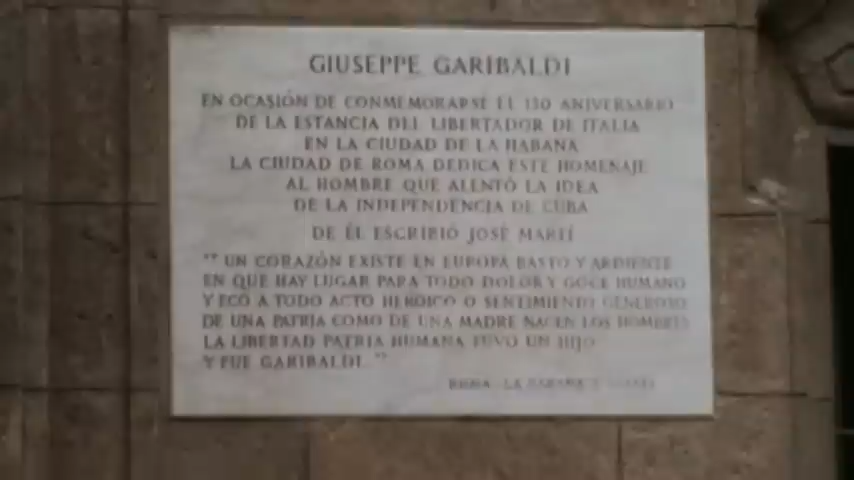 GIUSEPPE GARIBALDI
EN OCASIÓN DE CONMEMORARSE EL 130 ANIVERSARIO
DE LA ESTANCIA DEL LIBERTADOR DE ITALIA
EN LA CIUDAD DE LA HABANA
LA CIUDAD DE ROMA DEDICA ESTE HOMENAJE
AL HOMBRE QUE ALENTÓ LA IDEA
DE LA INDEPENDENCIA DE CUBA
DE ÉL ESCRIBIÓ JOSÉ MARTÍ
" UN CORAZÓN EXISTE EN EUROPA BASTO Y ARDIENTE
EN QUE HAY LUGAR PARA TODO DOLOR Y GOCE HUMANO
Y ECO A TODO ACTO HEROICO O SENTIMIENTO GENEROSO
DE UNA PATRIA COMO DE UNA MADRE NACEN LOS HOMBRES
LA LIBERTAD PATRIA HUMANA TUVO UN HIJO
Y FUE GARIBALDI. "
ROMA LA HABANA